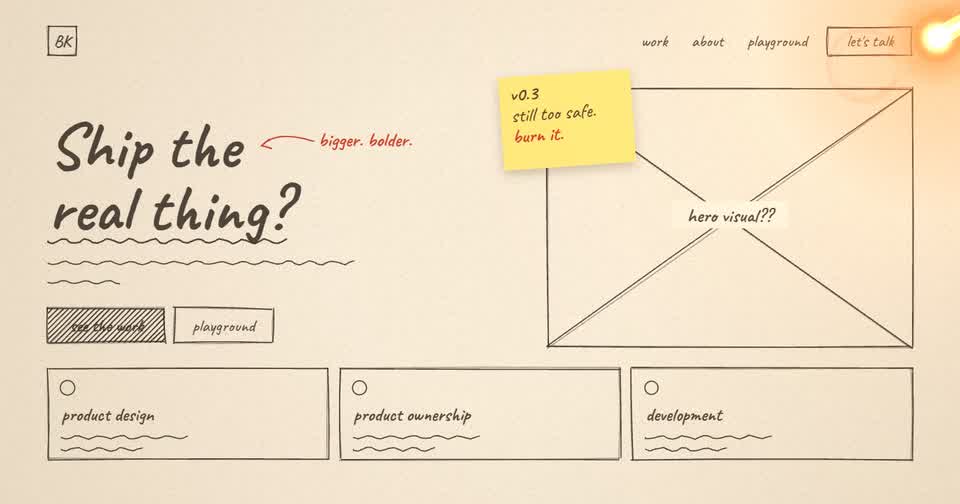 BK
work about playground let's talk
v0.3
still too safe.
burn it.
Ship the
real thing?
bigger. bolder.
hero visual??
see the work playground
product design
product ownership
development